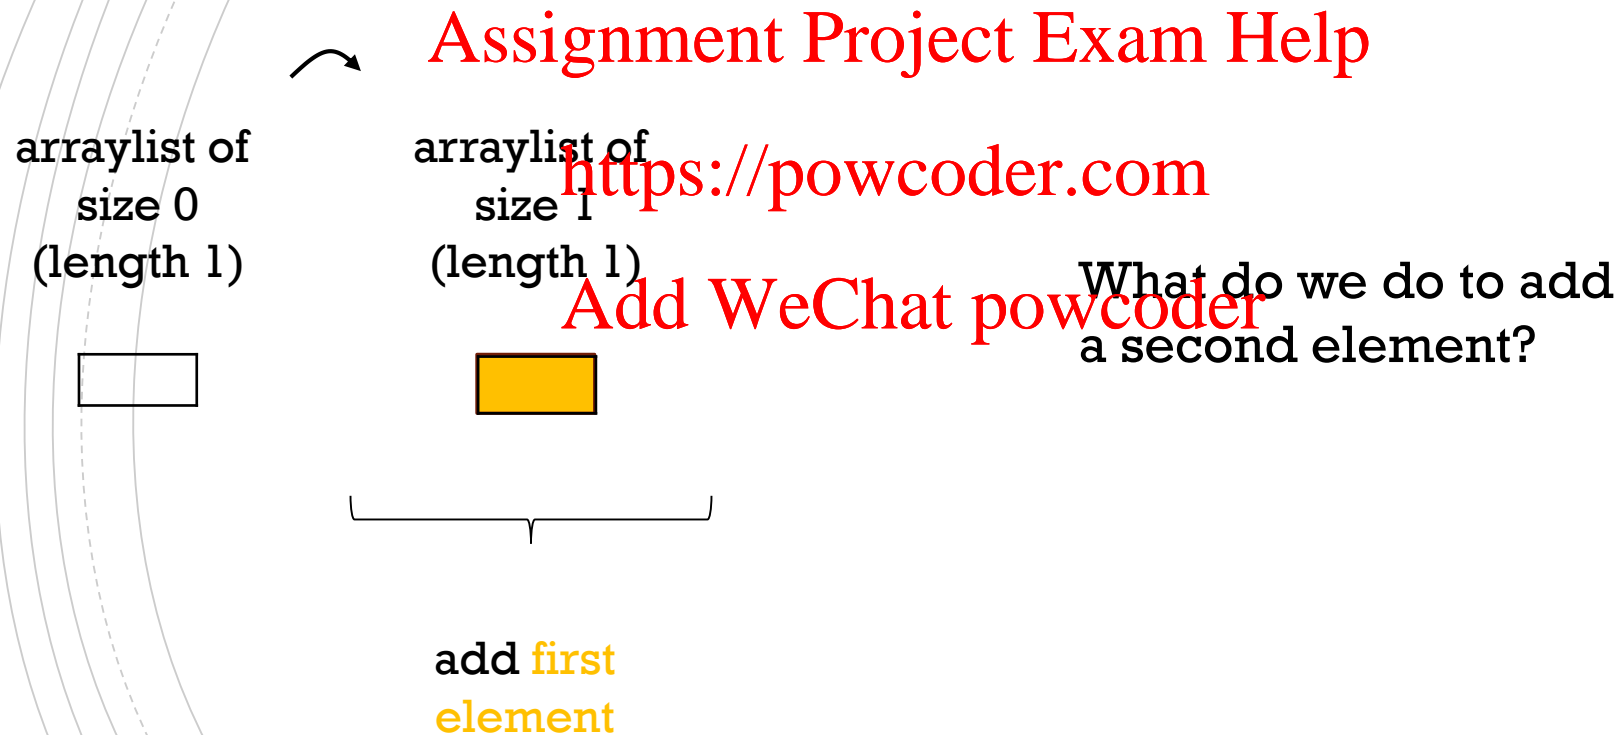 Assignment Project Exam Help
arraylist of
size 0
(length 1)
arraylist of
size 1
(length 1)
https://powcoder.com
Add WeChat powcoder
What do we do to add
a second element?
add first
element